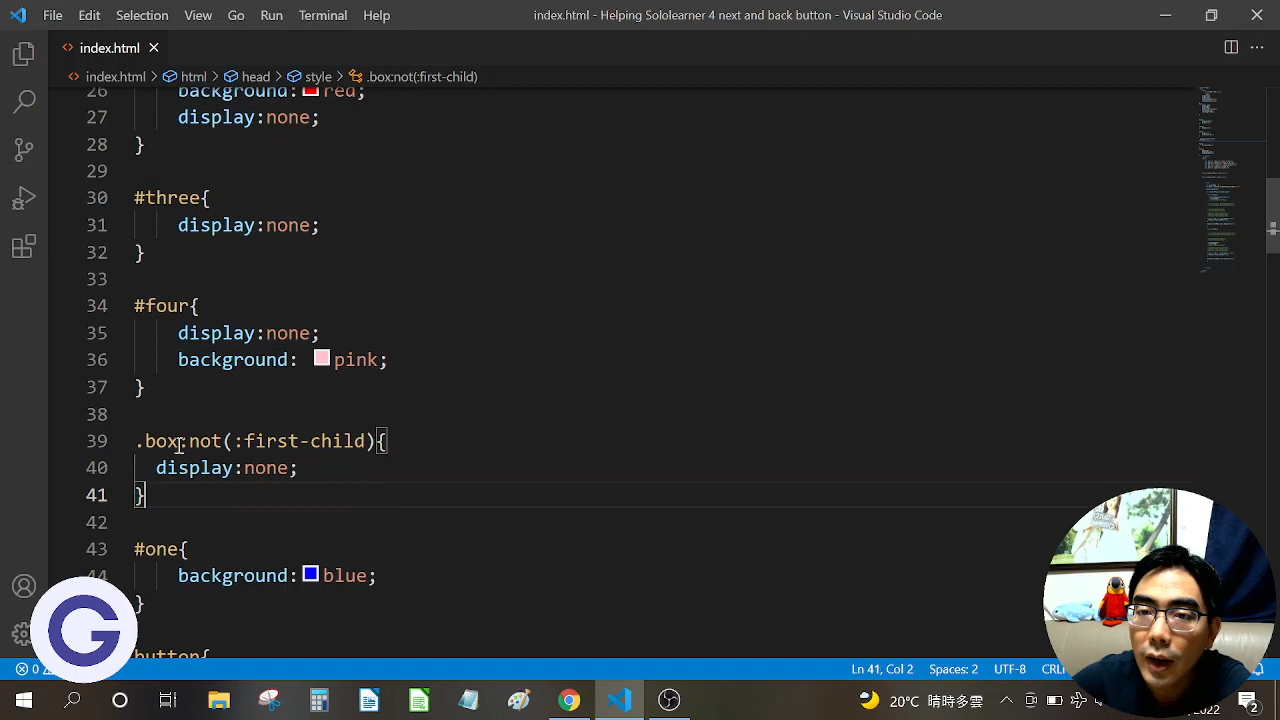 File Edit Selection View Go Run Terminal Help
index.html - Helping Sololearner 4 next and back button - Visual Studio Code
index.html
index.html > html > head > style > .box:not(:first-child)
26 background: red;
27 display:none;
28 }
29
30 #three{
31 display:none;
32 }
33
34 #four{
35 display:none;
36 background: pink;
37 }
38
39 .box:not(:first-child){
40 display:none;
41 }
42
43 #one{
44 background: blue;
}
button{
G
0
Ln 41, Col 2 Spaces: 2 UTF-8
20°C 時時多雲
2